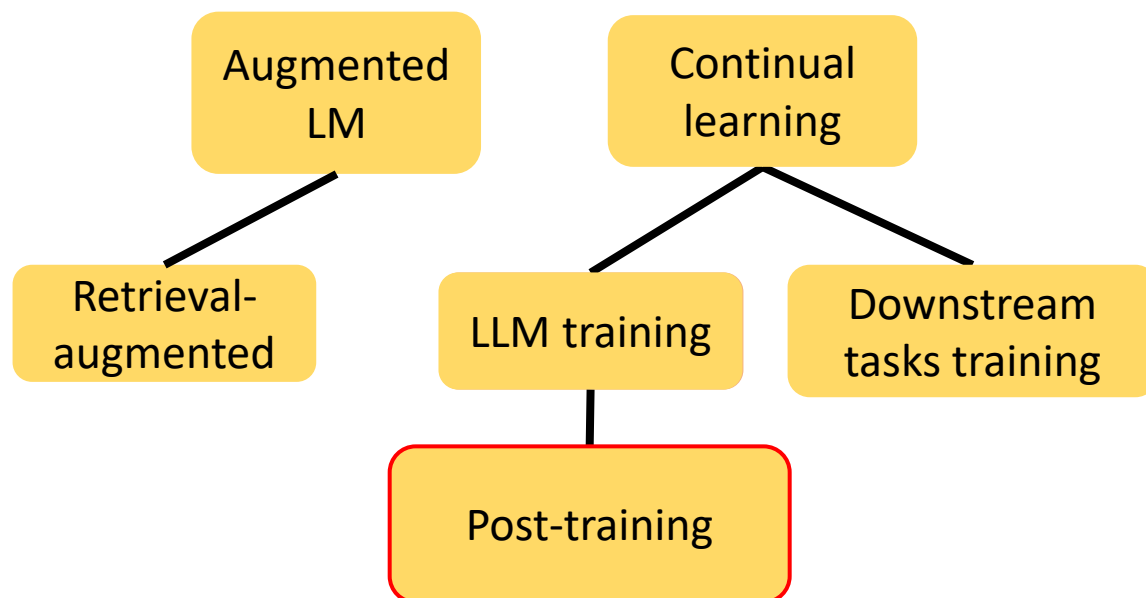 Augmented
LM
Continual
learning
Retrieval-
augmented
LLM training
Downstream
tasks training
Post-training